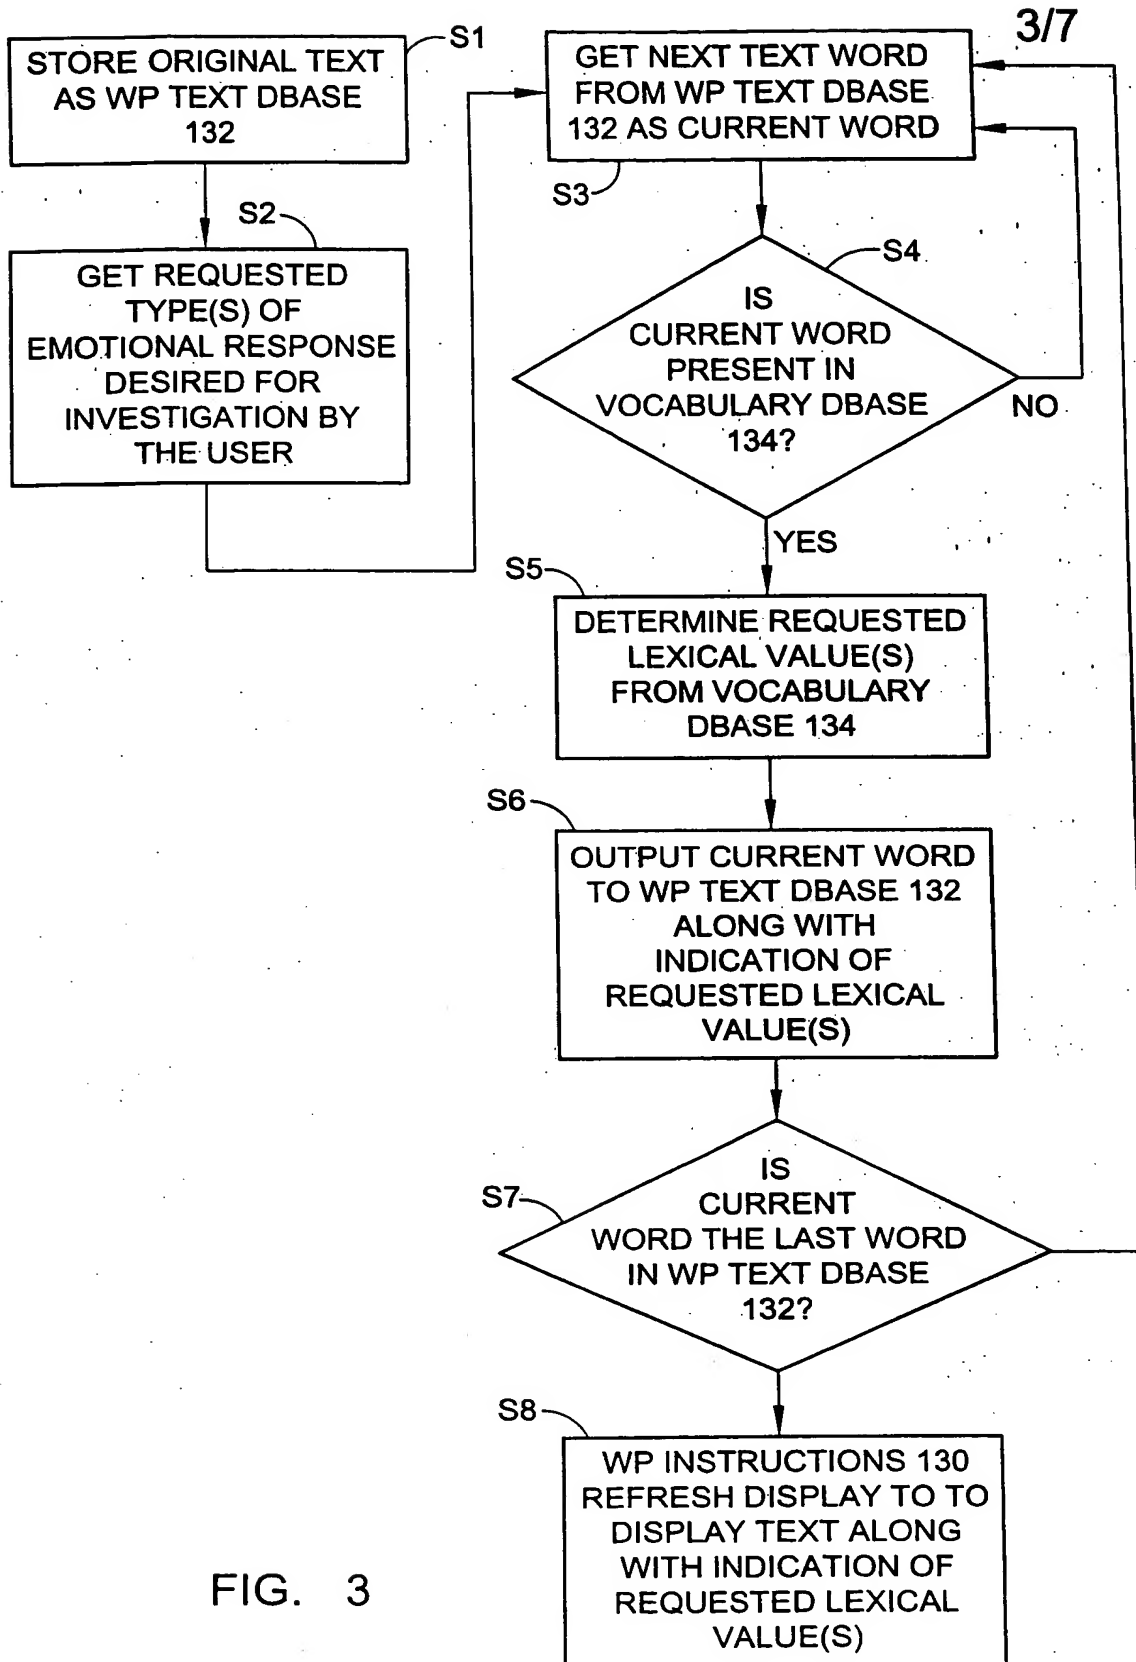 3/7
S1
STORE ORIGINAL TEXT
AS WP TEXT DBASE
132
S2
GET REQUESTED
TYPE(S) OF
EMOTIONAL RESPONSE
DESIRED FOR
INVESTIGATION BY
THE USER
GET NEXT TEXT WORD
FROM WP TEXT DBASE
132 AS CURRENT WORD
S3
S4
IS
CURRENT WORD
PRESENT IN
VOCABULARY DBASE
134?
NO
YES
S5
DETERMINE REQUESTED
LEXICAL VALUE(S)
FROM VOCABULARY
DBASE 134
S6
OUTPUT CURRENT WORD
TO WP TEXT DBASE 132
ALONG WITH
INDICATION OF
REQUESTED LEXICAL
VALUE(S)
S7
IS
CURRENT
WORD THE LAST WORD
IN WP TEXT DBASE
132?
S8
WP INSTRUCTIONS 130
REFRESH DISPLAY TO TO
DISPLAY TEXT ALONG
WITH INDICATION OF
REQUESTED LEXICAL
VALUE(S)
FIG. 3